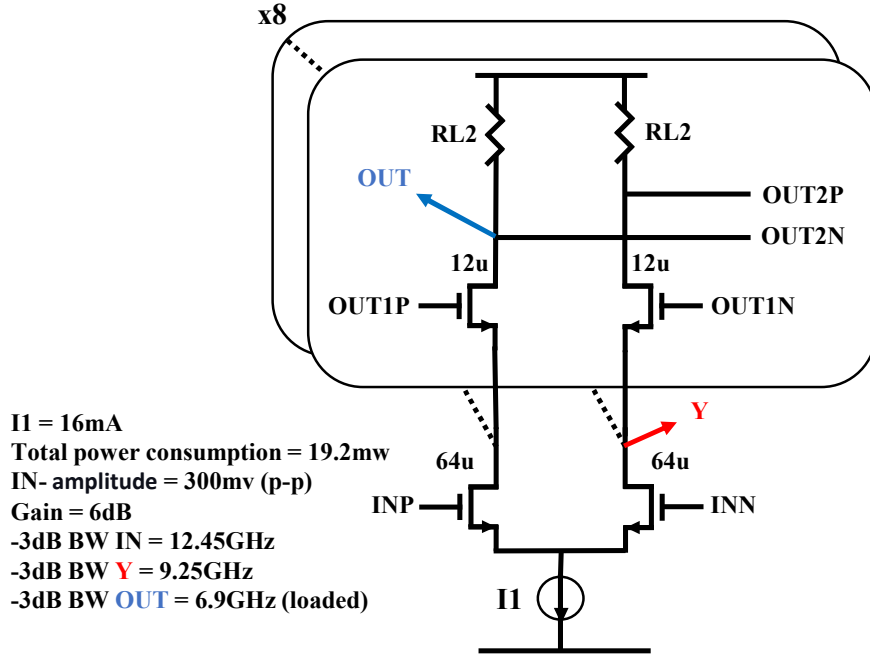 x8
RL2
RL2
OUT
OUT2P
OUT2N
12u
12u
OUT1P
OUT1N
Y
I1 = 16mA
Total power consumption = 19.2mw
IN- amplitude = 300mv (p-p)
Gain = 6dB
-3dB BW IN = 12.45GHz
-3dB BW Y = 9.25GHz
-3dB BW OUT = 6.9GHz (loaded)
64u
64u
INP
INN
I1